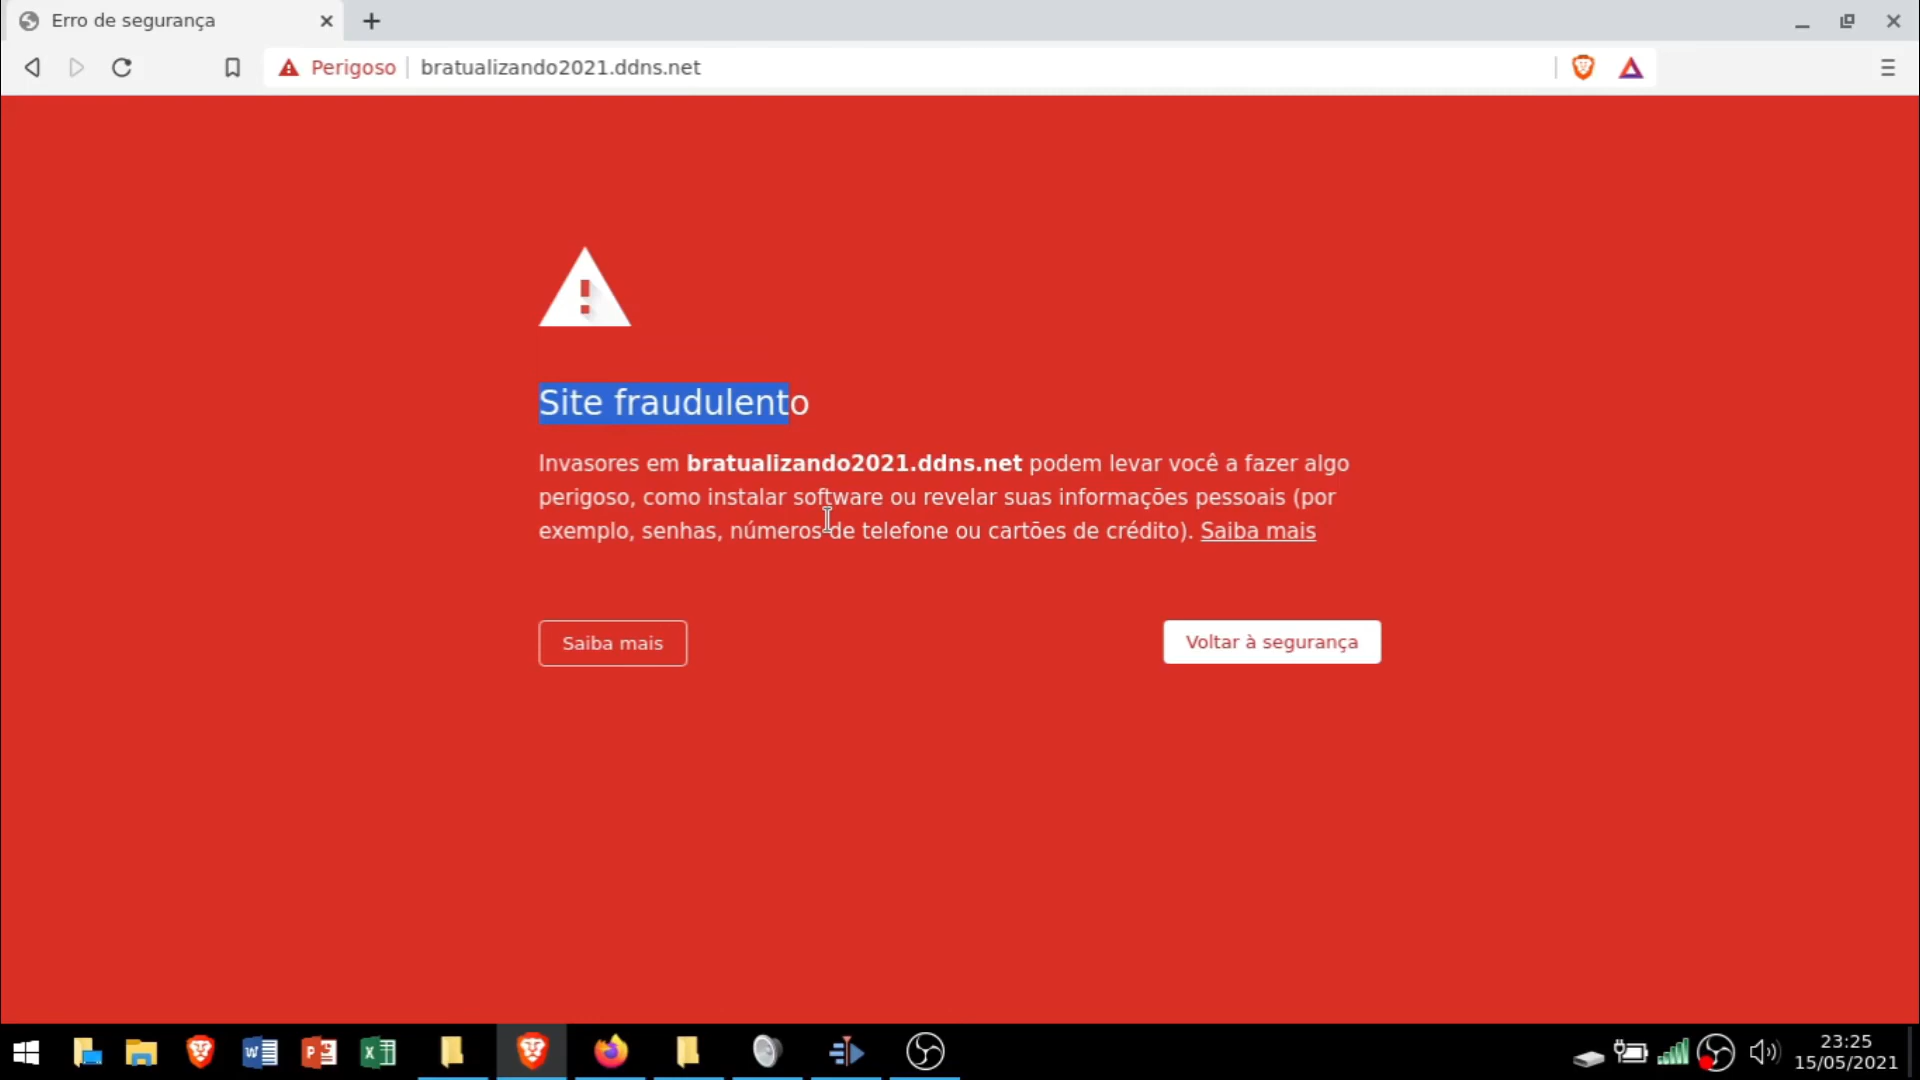 Erro de segurança
Perigoso bratualizando2021.ddns.net
Site fraudulento
Invasores em bratualizando2021.ddns.net podem levar você a fazer algo
perigoso, como instalar software ou revelar suas informações pessoais (por
exemplo, senhas, números de telefone ou cartões de crédito). Saiba mais
Saiba mais
Voltar à segurança
23:25
15/05/2021